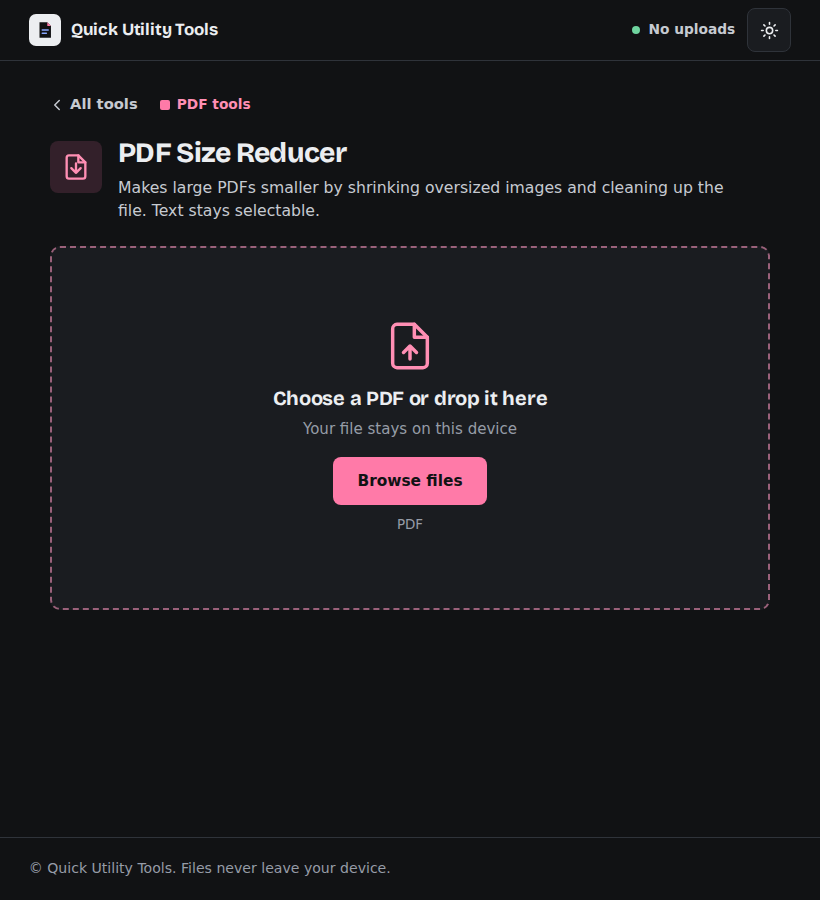 Quick Utility Tools
No uploads
All tools
PDF tools
PDF Size Reducer
Makes large PDFs smaller by shrinking oversized images and cleaning up the
file. Text stays selectable.
Choose a PDF or drop it here
Your file stays on this device
Browse files
PDF
© Quick Utility Tools. Files never leave your device.